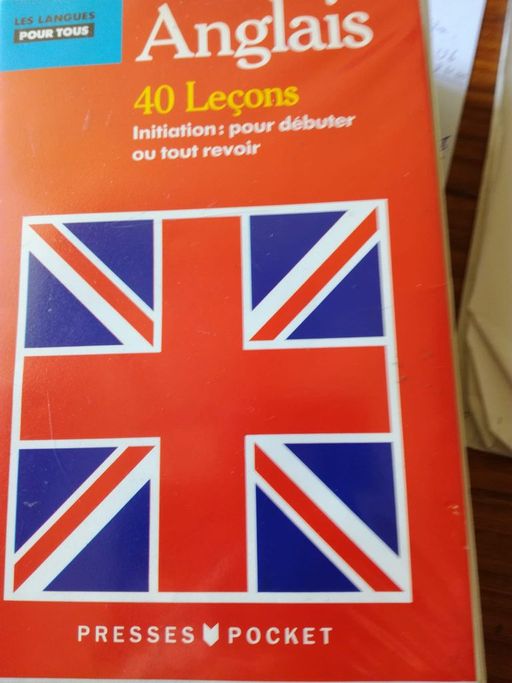 LES LANGUES
POUR TOUS
Anglais
40 Leçons
Initiation : pour débuter
ou tout revoir
PRESSES POCKET